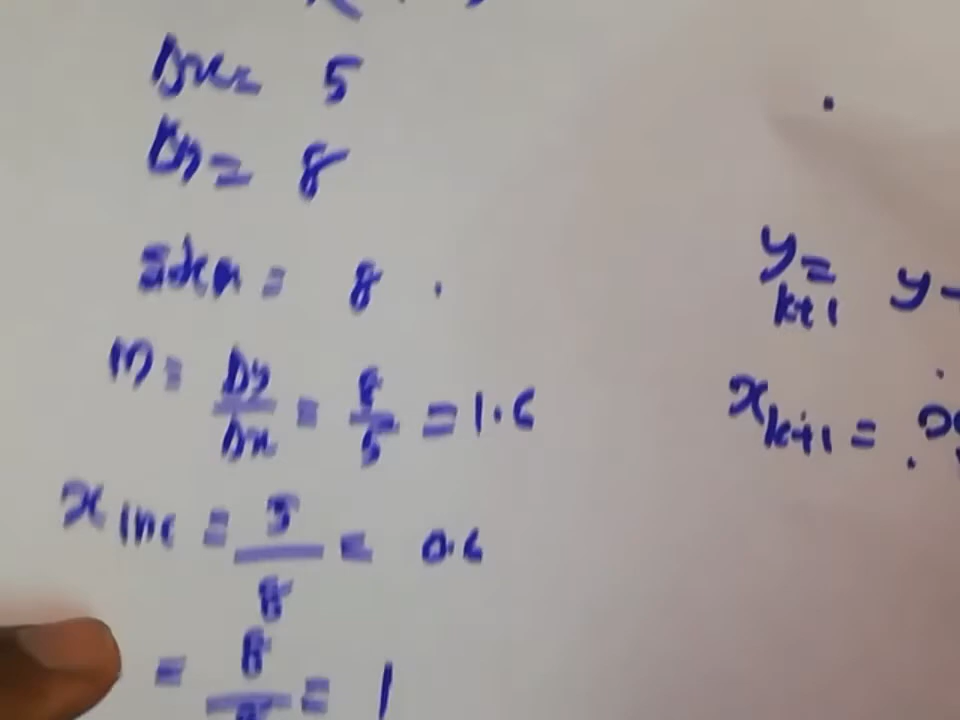 Δx = 5
Δy = 8
= 8
m = Δy/Δx = 8/5 = 1.6
x inc = 5/8 = 0.6
= 8/8 = 1
y k+1 = y
x k+1 =